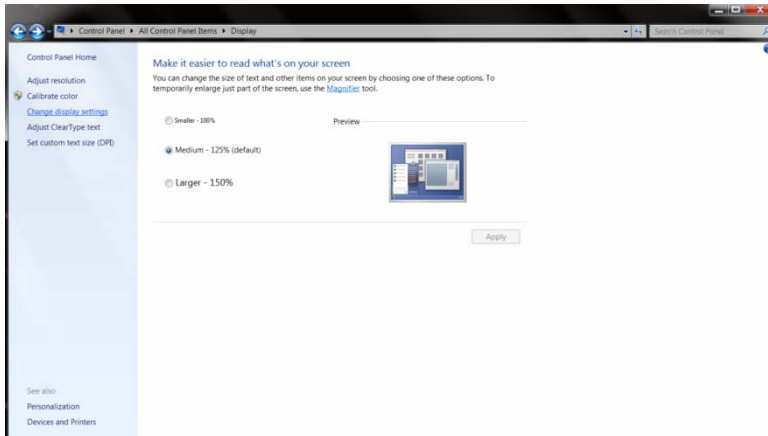 Control Panel ▸ All Control Panel Items ▸ Display
Search Control Panel
Control Panel Home
Adjust resolution
Calibrate color
Change display settings
Adjust ClearType text
Set custom text size (DPI)
See also
Personalization
Devices and Printers
Make it easier to read what's on your screen
You can change the size of text and other items on your screen by choosing one of these options. To
temporarily enlarge just part of the screen, use the Magnifier tool.
Smaller - 100%
Preview
Medium - 125% (default)
Larger - 150%
Apply